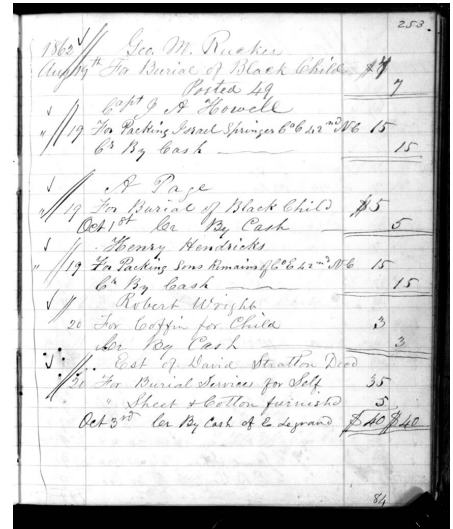 253.
1862 Geo. M. Rucker
Aug 19th For Burial of Black Child $7
Posted 49 7
Capt J A Howell
" 19 For Packing Israel Springer Co C 42nd N C 15
Cr By Cash 15
A Page
" 19 For Burial of Black Child $5
Oct 1st Cr By Cash 5
Henry Hendricks
" 19 For Packing Sons Remains of Co C 42nd N C 15
Cr By Cash 15
Robert Wright
20 For Coffin for Child 3
Cr By Cash 3
Est of David Stratton Decd
20 For Burial Services for Self 35
" Sheet & Cotton furnished 5
Oct 3rd Cr By Cash of E Legrand $40 $40
84